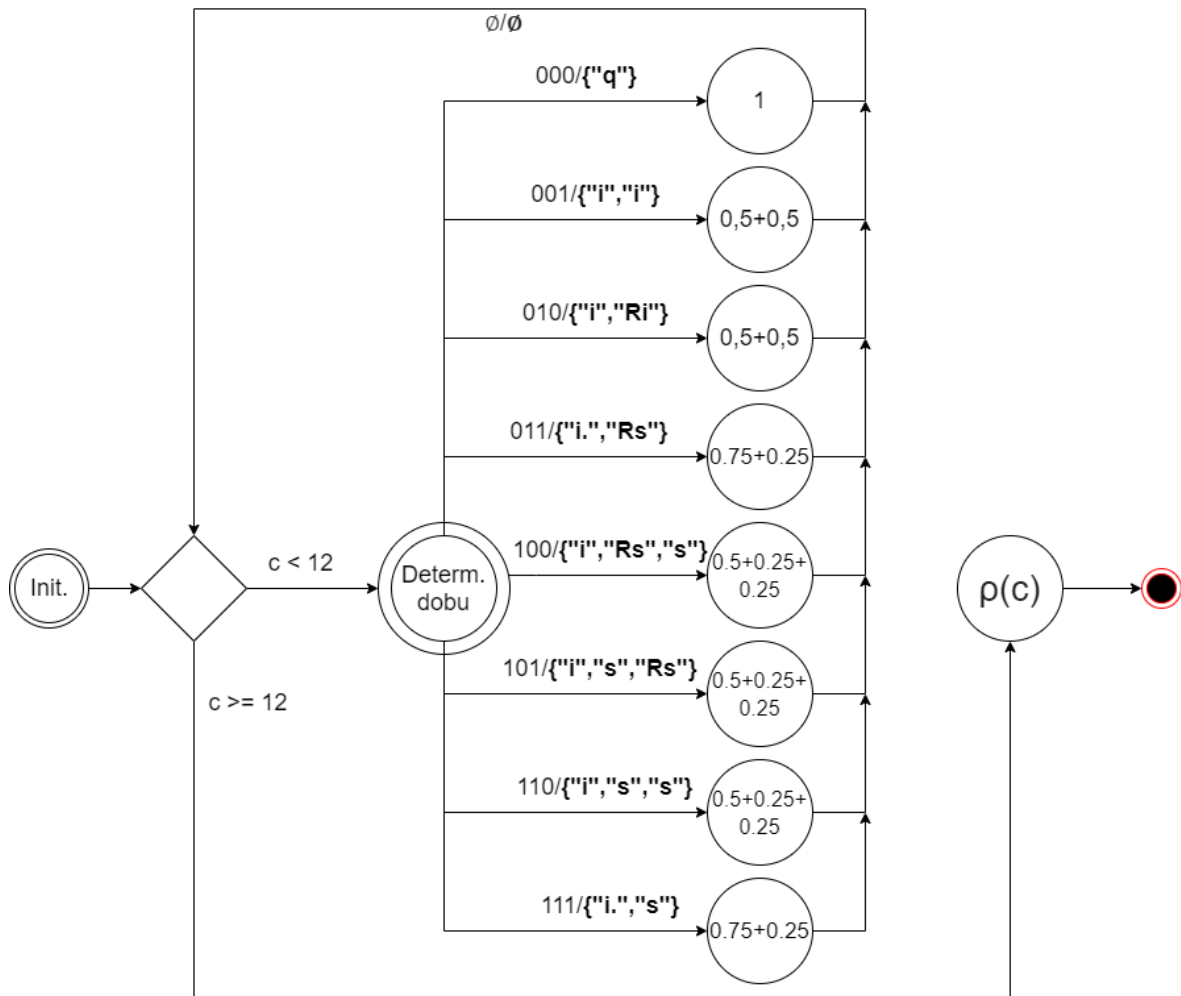 ∅/∅
000/{"q"}
1
001/{"i","i"}
0,5+0,5
010/{"i","Ri"}
0,5+0,5
011/{"i.","Rs"}
0.75+0.25
100/{"i","Rs","s"}
0.5+0.25+
0.25
Init.
c < 12
Determ.
dobu
ρ(c)
101/{"i","s","Rs"}
0.5+0.25+
0.25
c >= 12
110/{"i","s","s"}
0.5+0.25+
0.25
111/{"i.","s"}
0.75+0.25